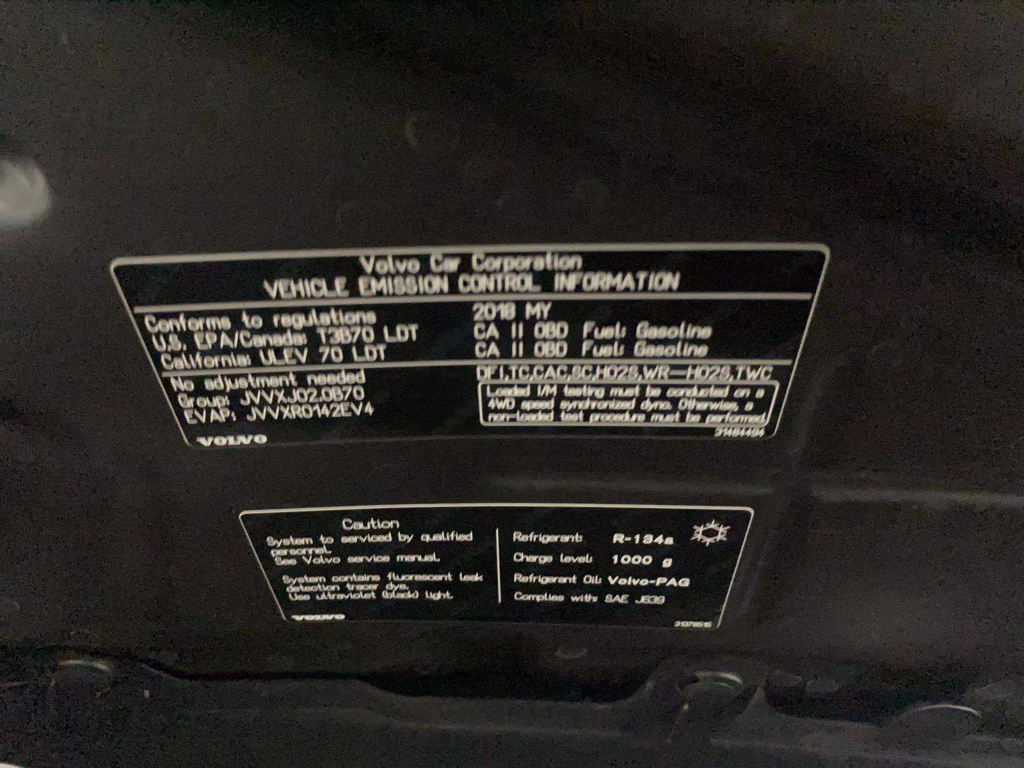 Volvo Car Corporation
VEHICLE EMISSION CONTROL INFORMATION
Conforms to regulations
U.S. EPA/Canada: T3B70 LDT
California: ULEV 70 LDT
2018 MY
CA II OBD Fuel: Gasoline
CA II OBD Fuel: Gasoline
No adjustment needed
Group: JVVXJ02.0B70
EVAP: JVVXR0142EV4
DFI,TC,CAC,SC,HO2S,WR-HO2S,TWC
Loaded I/M testing must be conducted on a
4WD speed synchronized dyno. Otherwise, a
non-loaded test procedure must be performed
VOLVO
31484494
Caution
System to serviced by qualified
personnel.
See Volvo service manual.
System contains fluorescent leak
detection tracer dye.
Use ultraviolet (black) light.
VOLVO
Refrigerant: R-134a
Charge level: 1000 g
Refrigerant Oil: Volvo-PAG
Complies with: SAE J639